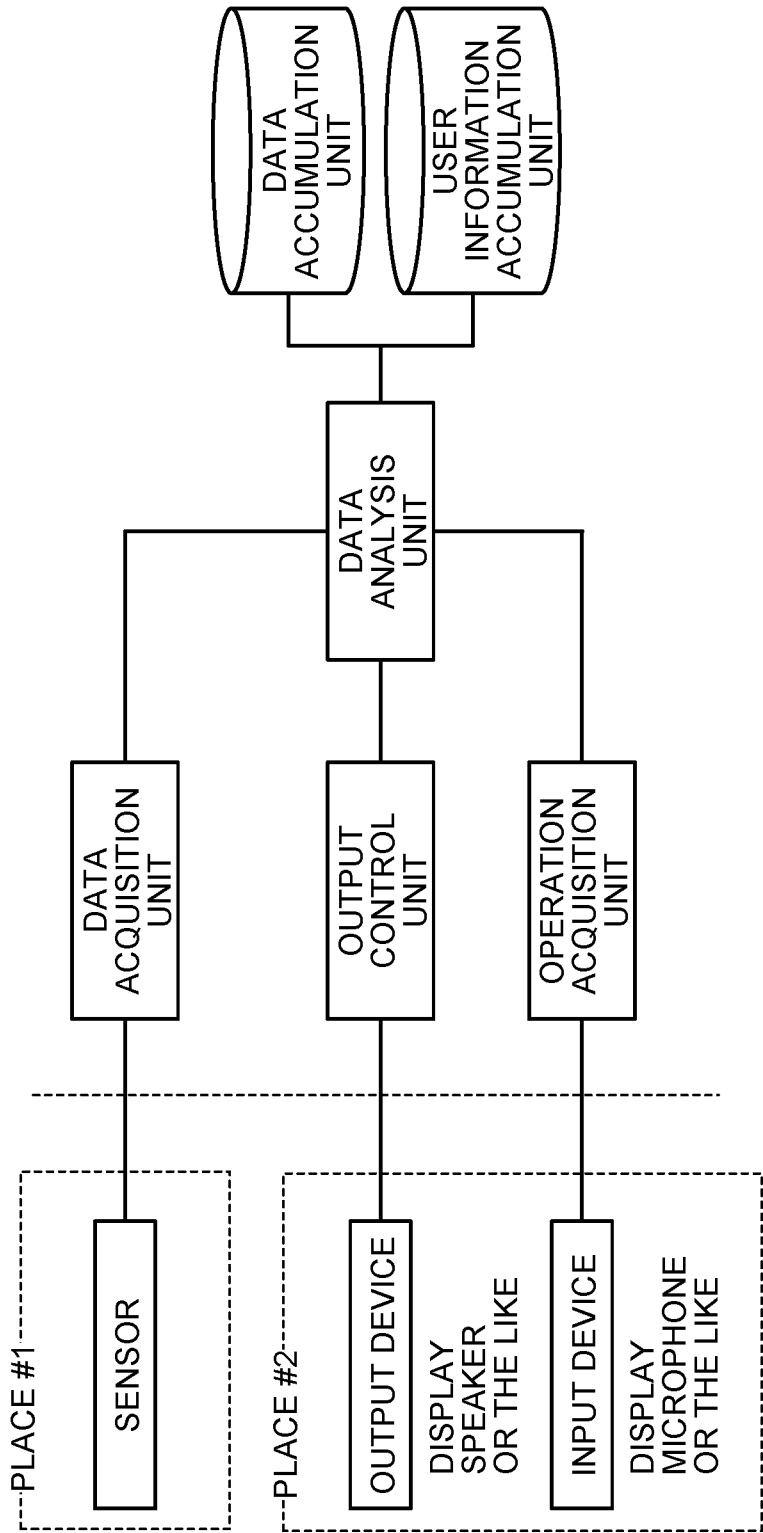 PLACE #1
SENSOR
PLACE #2
OUTPUT DEVICE
DISPLAY
SPEAKER
OR THE LIKE
INPUT DEVICE
DISPLAY
MICROPHONE
OR THE LIKE
DATA
ACQUISITION
UNIT
OUTPUT
CONTROL
UNIT
OPERATION
ACQUISITION
UNIT
DATA
ANALYSIS
UNIT
DATA
ACCUMULATION
UNIT
USER
INFORMATION
ACCUMULATION
UNIT